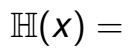 ℍ(x) =